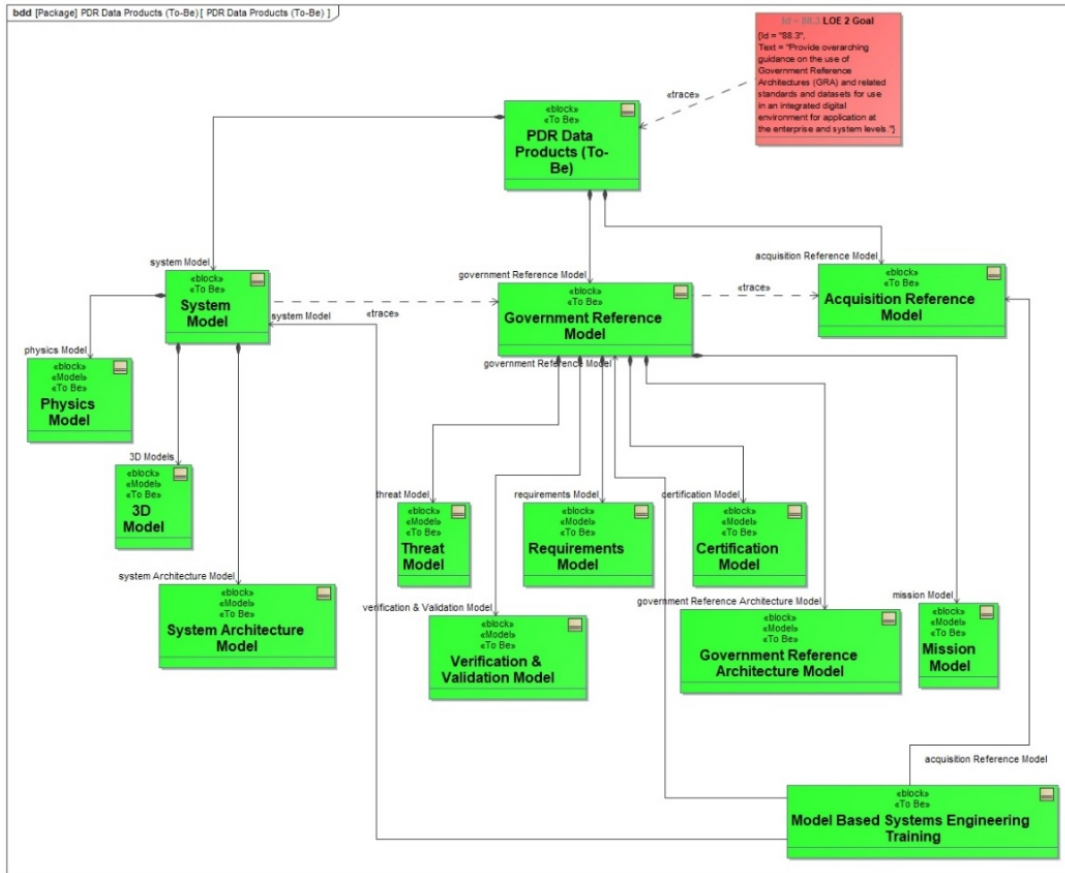 bdd [Package] PDR Data Products (To-Be) [ PDR Data Products (To-Be) ]
Id = 88.3 LOE 2 Goal
{Id = "88.3",
Text = "Provide overarching
guidance on the use of
Government Reference
Architectures (GRA) and related
standards and datasets for use
in an integrated digital
environment for application at
the enterprise and system levels."}
«trace»
«block»
«To Be»
PDR Data
Products (To-
Be)
system Model
government Reference Model
acquisition Reference Model
«block»
«To Be»
System
Model
system Model
«trace»
«block»
«To Be»
Government Reference
Model
government Reference Model
«trace»
«block»
«To Be»
Acquisition Reference
Model
physics Model
«block»
«Model»
«To Be»
Physics
Model
3D Models
«block»
«Model»
«To Be»
3D
Model
threat Model
«block»
«Model»
«To Be»
Threat
Model
requirements Model
«block»
«Model»
«To Be»
Requirements
Model
certification Model
«block»
«Model»
«To Be»
Certification
Model
system Architecture Model
«block»
«Model»
«To Be»
System Architecture
Model
verification & Validation Model
«block»
«Model»
«To Be»
Verification &
Validation Model
government Reference Architecture Model
«block»
«Model»
«To Be»
Government Reference
Architecture Model
mission Model
«block»
«Model»
«To Be»
Mission
Model
acquisition Reference Model
«block»
«To Be»
Model Based Systems Engineering
Training